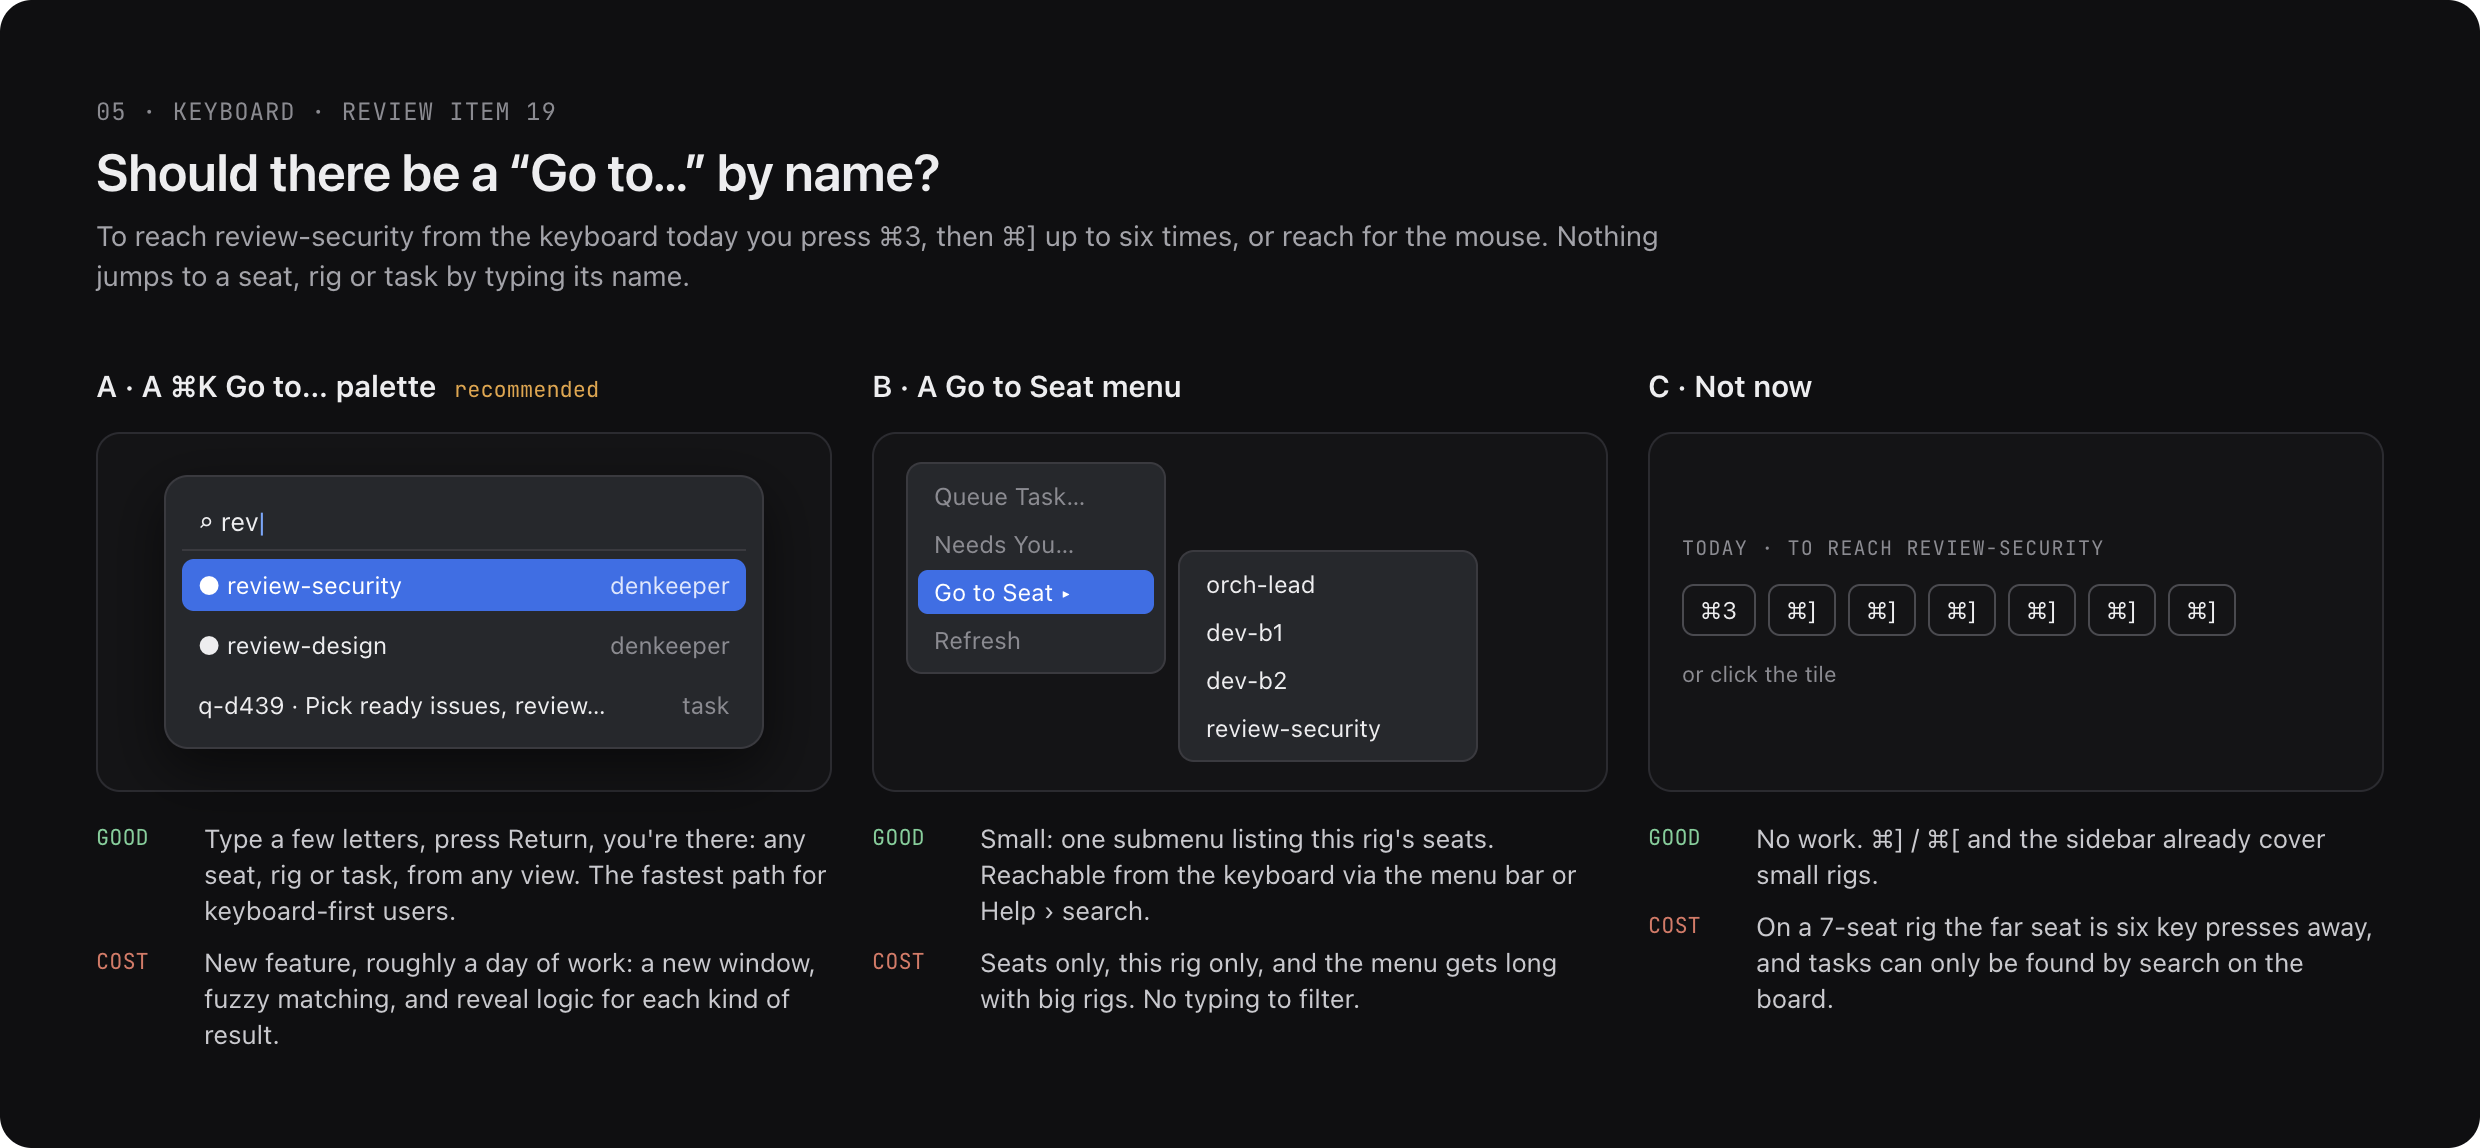 05 · KEYBOARD · REVIEW ITEM 19
Should there be a “Go to…” by name?
To reach review-security from the keyboard today you press ⌘3, then ⌘] up to six times, or reach for the mouse. Nothing
jumps to a seat, rig or task by typing its name.
A · A ⌘K Go to… palette recommended
rev
review-security denkeeper
review-design denkeeper
q-d439 · Pick ready issues, review… task
GOOD Type a few letters, press Return, you're there: any
seat, rig or task, from any view. The fastest path for
keyboard-first users.
COST New feature, roughly a day of work: a new window,
fuzzy matching, and reveal logic for each kind of
result.
B · A Go to Seat menu
Queue Task…
Needs You…
Go to Seat ▸
Refresh
orch-lead
dev-b1
dev-b2
review-security
GOOD Small: one submenu listing this rig's seats.
Reachable from the keyboard via the menu bar or
Help › search.
COST Seats only, this rig only, and the menu gets long
with big rigs. No typing to filter.
C · Not now
TODAY · TO REACH REVIEW-SECURITY
⌘3 ⌘] ⌘] ⌘] ⌘] ⌘] ⌘]
or click the tile
GOOD No work. ⌘] / ⌘[ and the sidebar already cover
small rigs.
COST On a 7-seat rig the far seat is six key presses away,
and tasks can only be found by search on the
board.